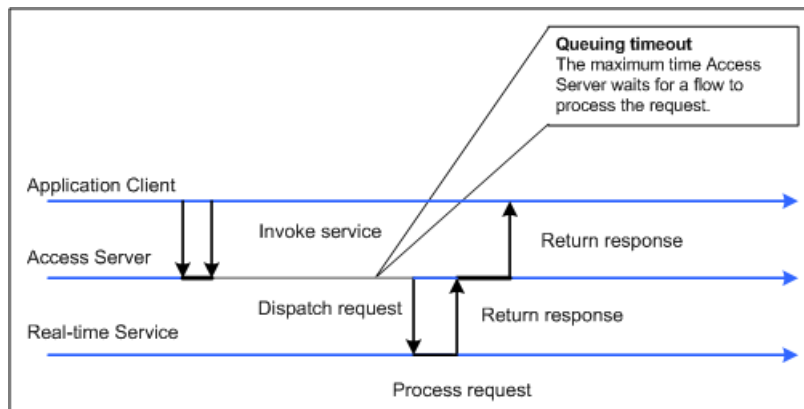 Queuing timeout
The maximum time Access
Server waits for a flow to
process the request.
Application Client
Invoke service
Return response
Access Server
Dispatch request
Return response
Real-time Service
Process request